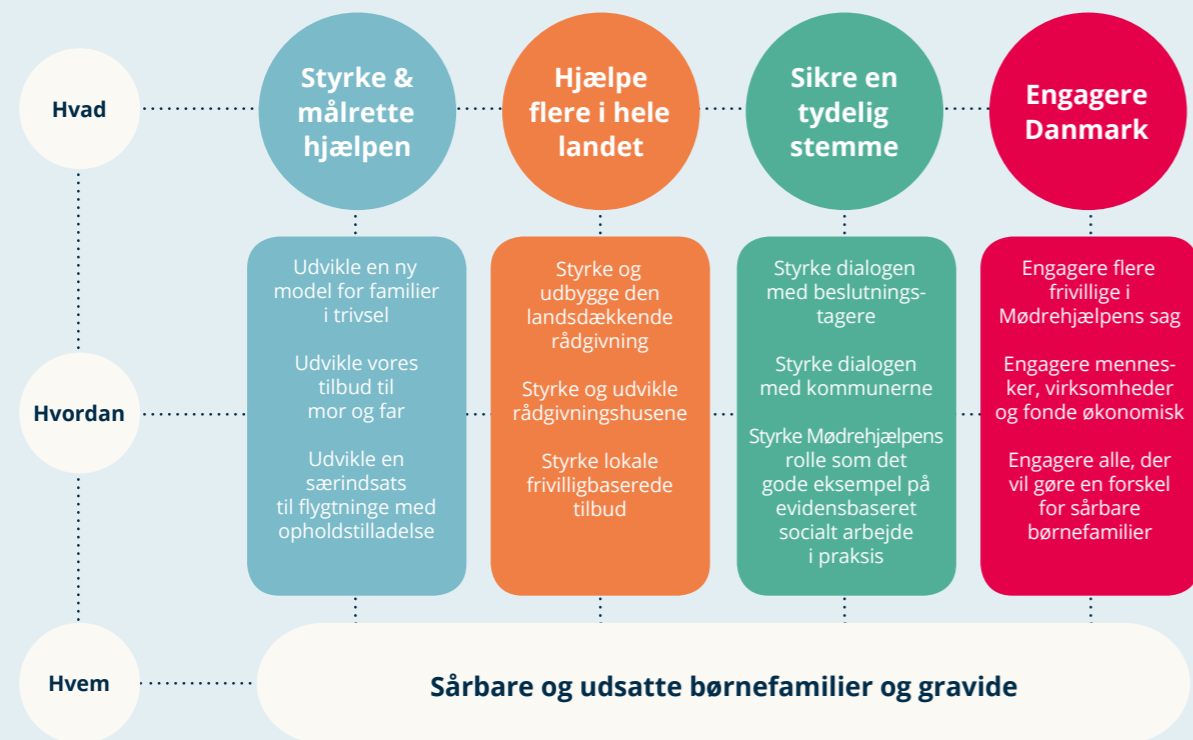 Hvad
Styrke &
målrette
hjælpen
Hjælpe
flere i hele
landet
Sikre en
tydelig
stemme
Engagere
Danmark
Hvordan
Udvikle en ny
model for familier
i trivsel
Udvikle vores
tilbud til
mor og far
Udvikle en
særindsats
til flygtninge med
opholdstilladelse
Styrke og
udbygge den
landsdækkende
rådgivning
Styrke og udvikle
rådgivningshusene
Styrke lokale
frivilligbaserede
tilbud
Styrke dialogen
med beslutnings-
tagere
Styrke dialogen
med kommunerne
Styrke Mødrehjælpens
rolle som det
gode eksempel på
evidensbaseret
socialt arbejde
i praksis
Engagere flere
frivillige i
Mødrehjælpens sag
Engagere mennes-
ker, virksomheder
og fonde økonomisk
Engagere alle, der
vil gøre en forskel
for sårbare
børnefamilier
Hvem
Sårbare og udsatte børnefamilier og gravide